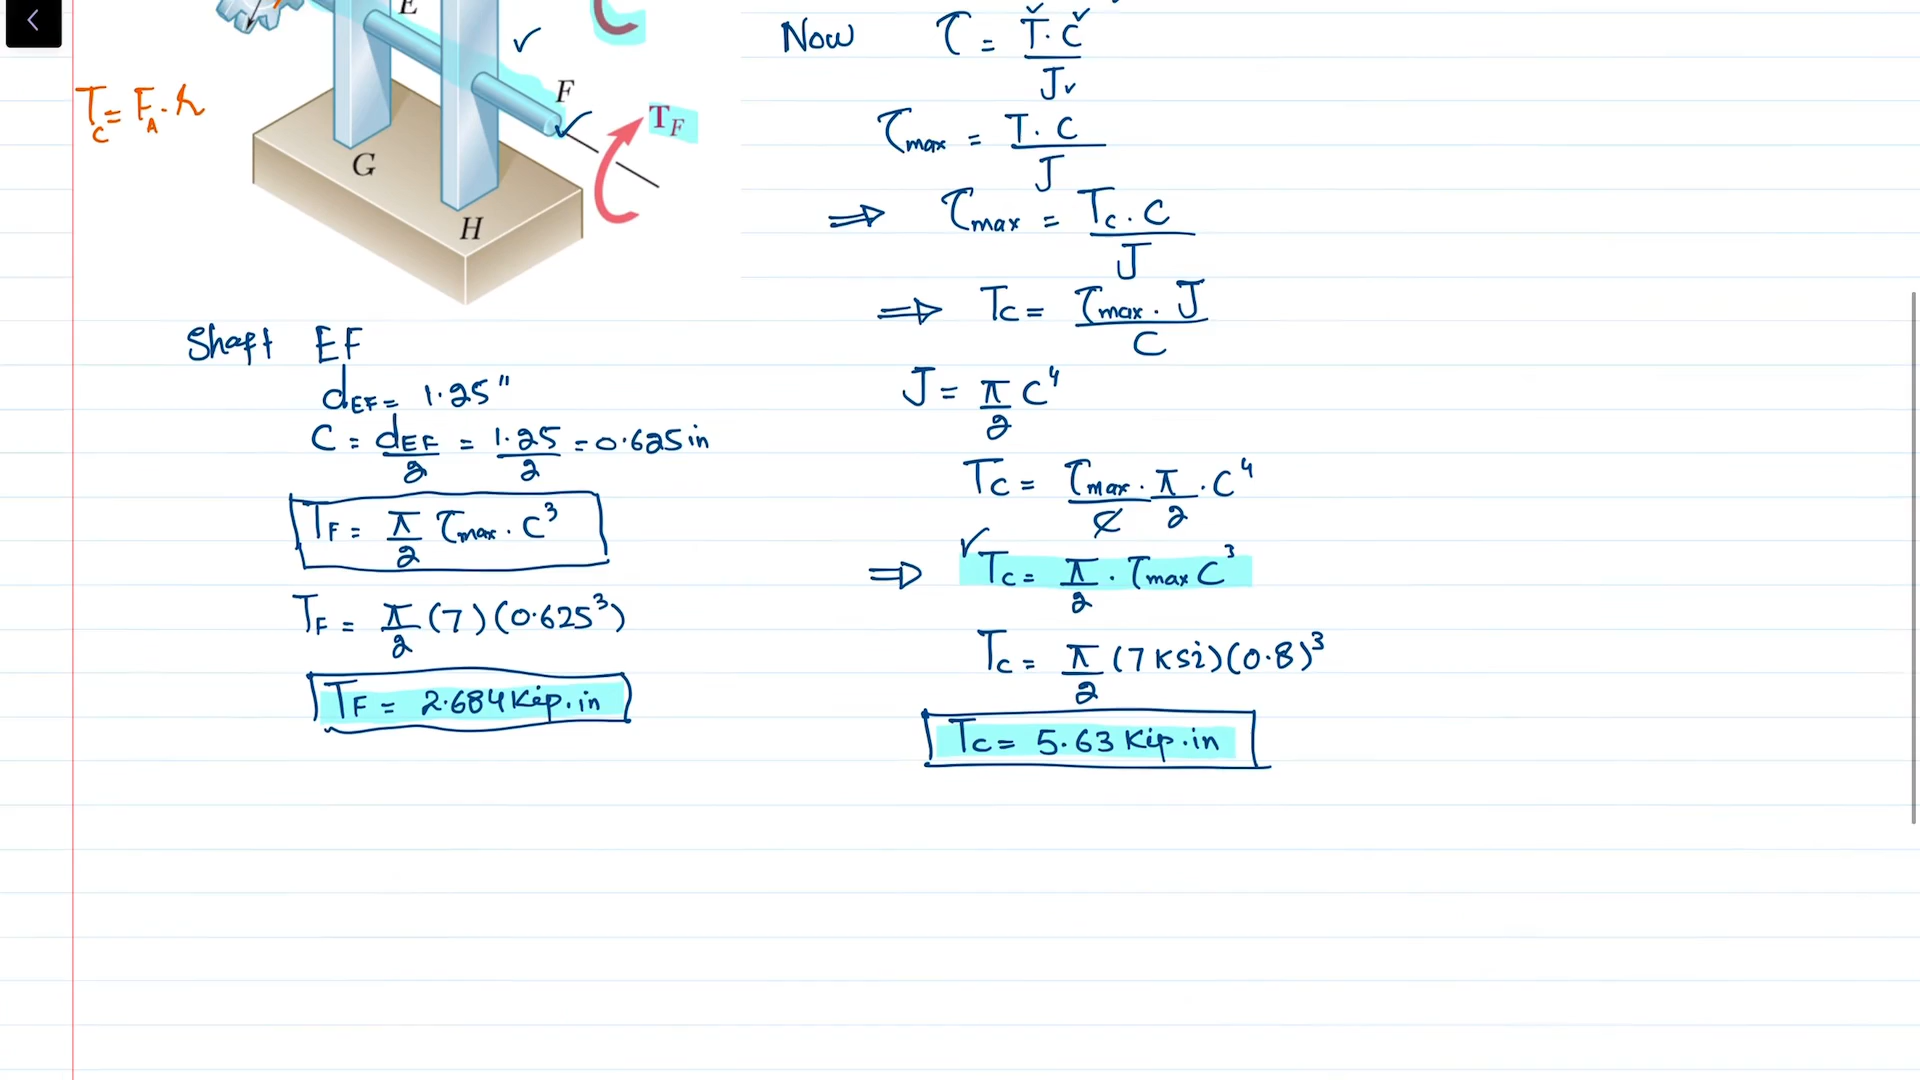 E
F
T_F
G
H
T_C = F_A · r
Shaft EF
d_EF = 1.25"
C = d_EF / 2 = 1.25 / 2 = 0.625 in
T_F = π/2 τ_max · C³
T_F = π/2 (7)(0.625³)
T_F = 2.684 Kip.in
Now τ = T · C / J
τ_max = T · C / J
⇒ τ_max = T_C · C / J
⇒ T_C = τ_max · J / C
J = π/2 C⁴
T_C = τ_max / C · π/2 · C⁴
⇒ T_C = π/2 · τ_max C³
T_C = π/2 (7 Ksi)(0.8)³
T_C = 5.63 Kip.in